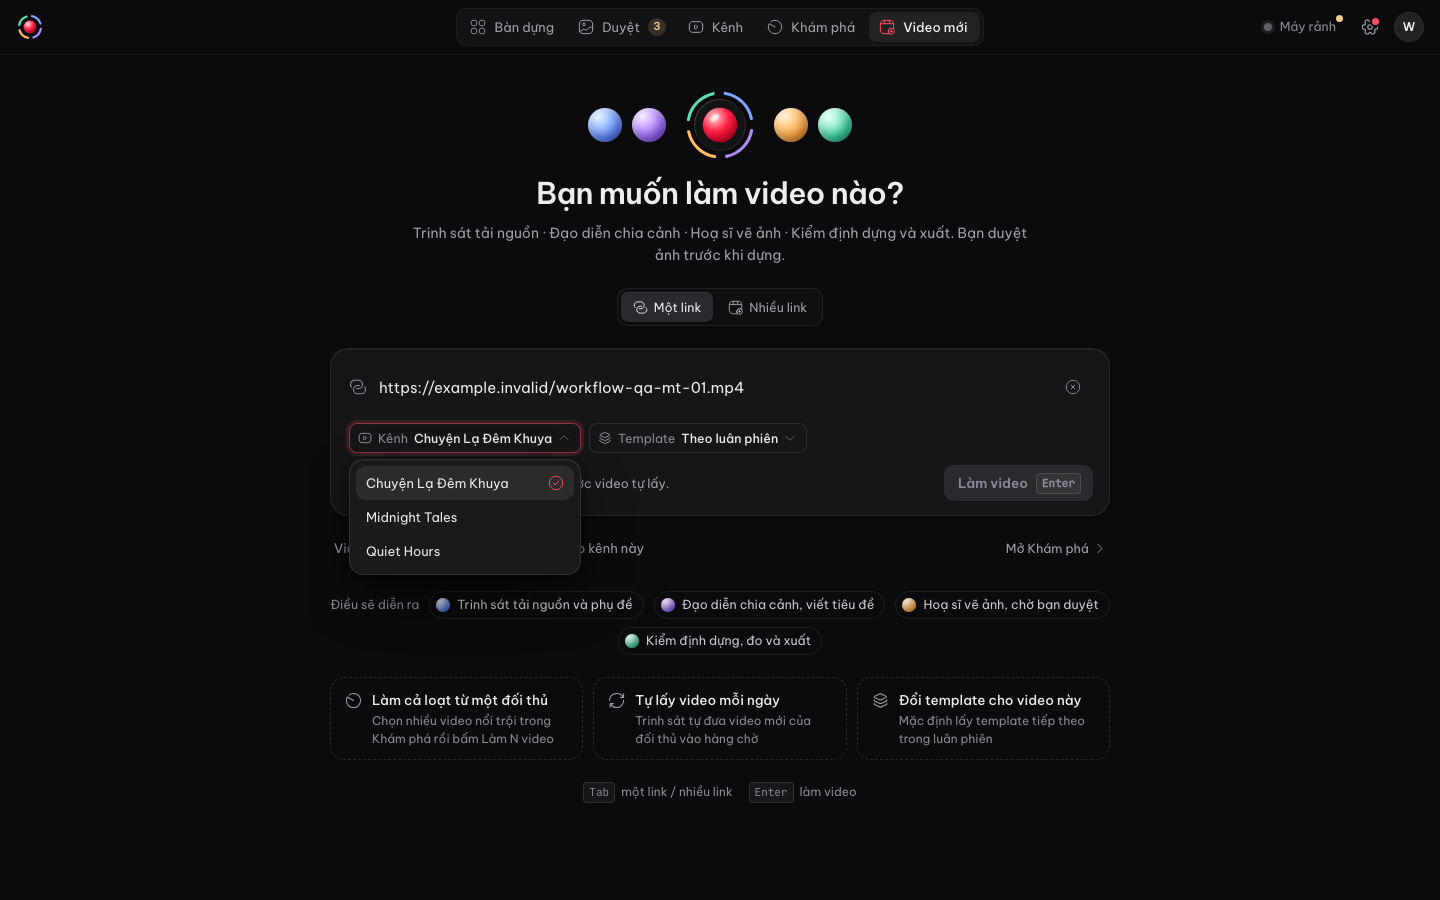 Bàn dựng
Duyệt 3
Kênh
Khám phá
Video mới
Máy rảnh
W
Bạn muốn làm video nào?
Trinh sát tải nguồn · Đạo diễn chia cảnh · Hoạ sĩ vẽ ảnh · Kiểm định dựng và xuất. Bạn duyệt
ảnh trước khi dựng.
Một link
Nhiều link
https://example.invalid/workflow-qa-mt-01.mp4
Kênh Chuyện Lạ Đêm Khuya
Template Theo luân phiên
Chuyện Lạ Đêm Khuya
Midnight Tales
Quiet Hours
video tự lấy.
Làm video Enter
kênh này
Mở Khám phá
Điều sẽ diễn ra
Trinh sát tải nguồn và phụ đề
Đạo diễn chia cảnh, viết tiêu đề
Hoạ sĩ vẽ ảnh, chờ bạn duyệt
Kiểm định dựng, đo và xuất
Làm cả loạt từ một đối thủ
Chọn nhiều video nổi trội trong
Khám phá rồi bấm Làm N video
Tự lấy video mỗi ngày
Trinh sát tự đưa video mới của
đối thủ vào hàng chờ
Đổi template cho video này
Mặc định lấy template tiếp theo
trong luân phiên
Tab một link / nhiều link Enter làm video